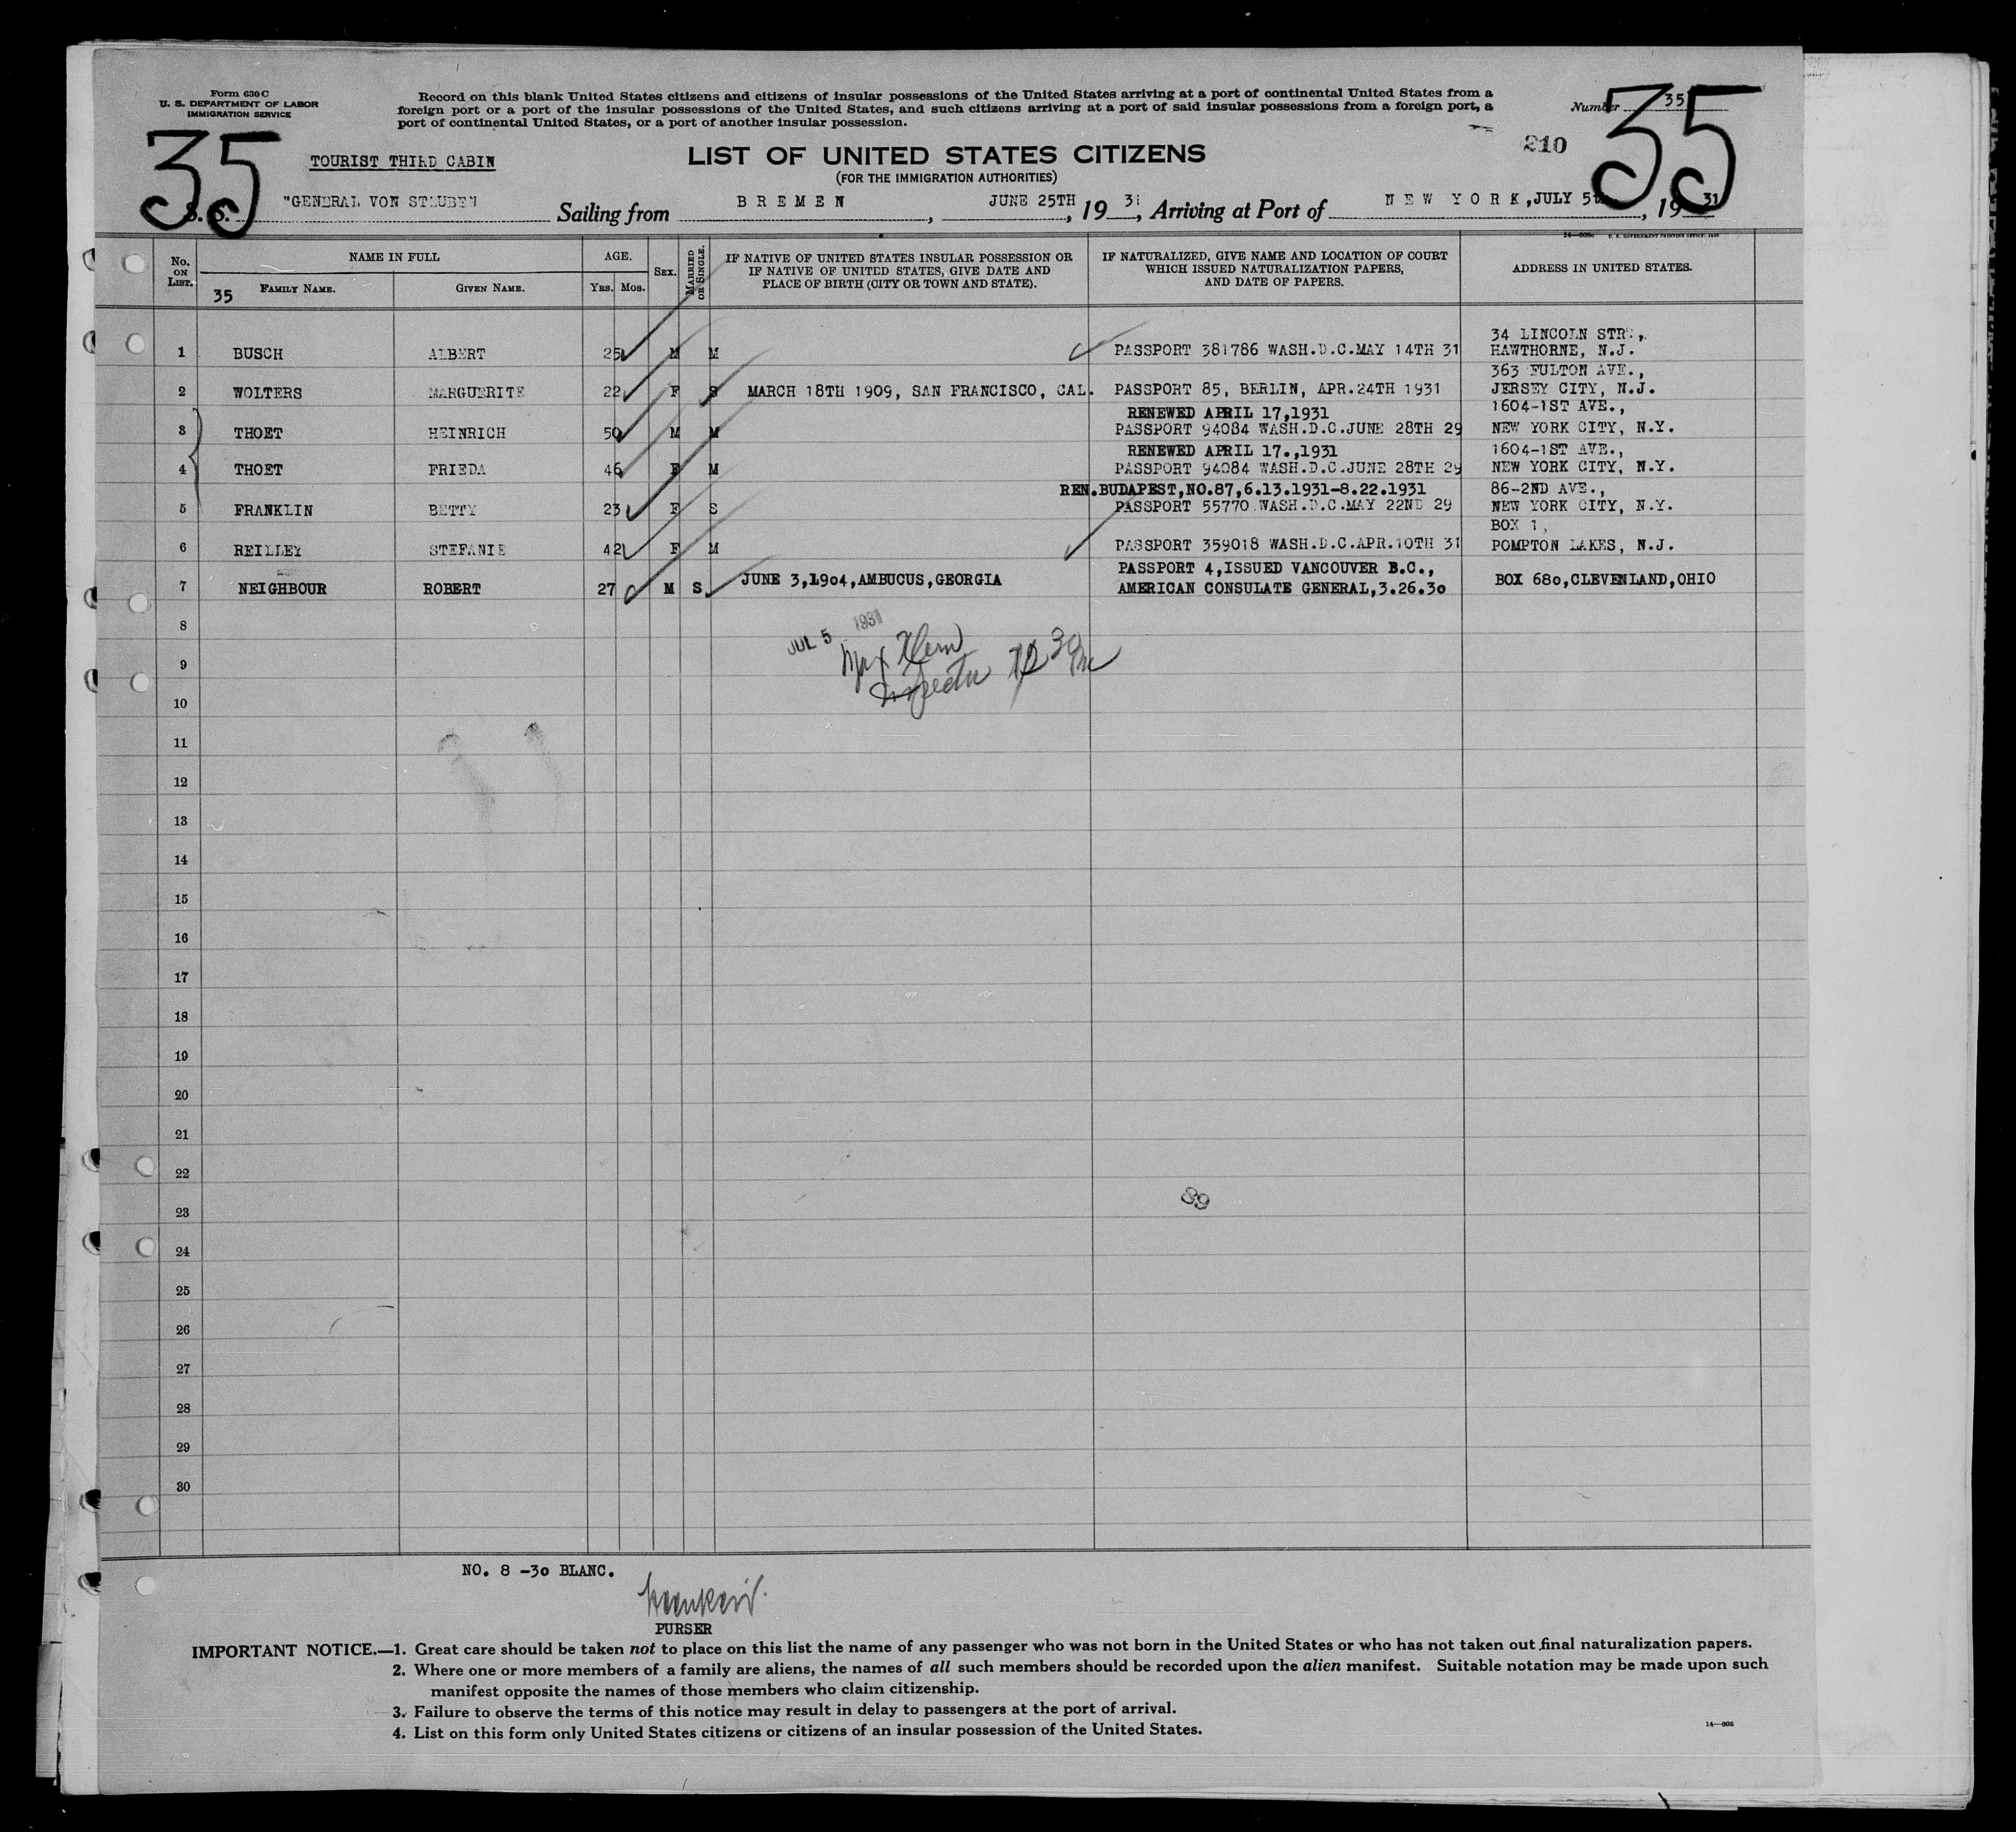 Form 630 C
U. S. DEPARTMENT OF LABOR
IMMIGRATION SERVICE
Record on this blank United States citizens and citizens of insular possessions of the United States arriving at a port of continental United States from a
foreign port or a port of the insular possessions of the United States, and such citizens arriving at a port of said insular possessions from a foreign port, a
port of continental United States, or a port of another insular possession.
Number 35
35
35
210
TOURIST THIRD CABIN
LIST OF UNITED STATES CITIZENS
(FOR THE IMMIGRATION AUTHORITIES)
S. S. "GENERAL VON STEUBEN Sailing from BREMEN, JUNE 25TH, 1931, Arriving at Port of NEW YORK, JULY 5th, 1931
No. ON LIST. NAME IN FULL AGE. SEX. MARRIED OR SINGLE. IF NATIVE OF UNITED STATES INSULAR POSSESSION OR
IF NATIVE OF UNITED STATES, GIVE DATE AND
PLACE OF BIRTH (CITY OR TOWN AND STATE).
IF NATURALIZED, GIVE NAME AND LOCATION OF COURT
WHICH ISSUED NATURALIZATION PAPERS,
AND DATE OF PAPERS.
ADDRESS IN UNITED STATES.
35 FAMILY NAME. GIVEN NAME. YRS. MOS.
34 LINCOLN STR.,
1 BUSCH ALBERT 25 M M PASSPORT 381786 WASH.D.C.MAY 14TH 31 HAWTHORNE, N.J.
363 FULTON AVE.,
2 WOLTERS MARGUERITE 22 F S MARCH 18TH 1909, SAN FRANCISCO, CAL. PASSPORT 85, BERLIN, APR.24TH 1931 JERSEY CITY, N.J.
RENEWED APRIL 17,1931 1604-1ST AVE.,
3 THOET HEINRICH 50 M M PASSPORT 94084 WASH.D.C.JUNE 28TH 29 NEW YORK CITY, N.Y.
RENEWED APRIL 17.,1931 1604-1ST AVE.,
4 THOET FRIEDA 46 F M PASSPORT 94084 WASH.D.C.JUNE 28TH 29 NEW YORK CITY, N.Y.
REN.BUDAPEST,NO.87,6.13.1931-8.22.1931 86-2ND AVE.,
5 FRANKLIN BETTY 23 F S PASSPORT 55770 WASH.D.C.MAY 22ND 29 NEW YORK CITY, N.Y.
BOX 1,
6 REILLEY STEFANIE 42 F M PASSPORT 359018 WASH.D.C.APR.10TH 31 POMPTON LAKES, N.J.
PASSPORT 4,ISSUED VANCOUVER B.C.,
7 NEIGHBOUR ROBERT 27 M S JUNE 3,1904,AMBUCUS,GEORGIA AMERICAN CONSULATE GENERAL,3.26.30 BOX 680,CLEVENLAND,OHIO
8
JUL 5 1931
Max
Inspector
9
10
11
12
13
14
15
16
17
18
19
20
21
22
89
23
24
25
26
27
28
29
30
NO. 8 -30 BLANC.
PURSER
IMPORTANT NOTICE.—1. Great care should be taken not to place on this list the name of any passenger who was not born in the United States or who has not taken out final naturalization papers.
2. Where one or more members of a family are aliens, the names of all such members should be recorded upon the alien manifest. Suitable notation may be made upon such
manifest opposite the names of those members who claim citizenship.
3. Failure to observe the terms of this notice may result in delay to passengers at the port of arrival.
4. List on this form only United States citizens or citizens of an insular possession of the United States.